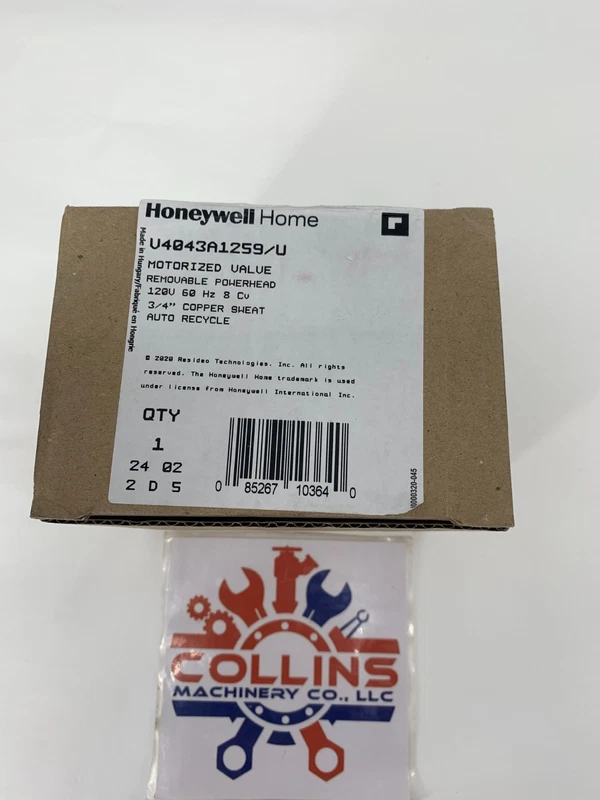 Honeywell Home
V4043A1259/U
MOTORIZED VALVE
REMOVABLE POWERHEAD
120V 60 Hz 8 Cv
3/4" COPPER SWEAT
AUTO RECYCLE
Made in Hungary/Fabriqué en Hongrie
© 2020 Resideo Technologies, Inc. All rights
reserved. The Honeywell Home trademark is used
under license from Honeywell International Inc.
QTY
1
24 02
2 D 5
0 85267 10364 0
COLLINS
MACHINERY CO., LLC